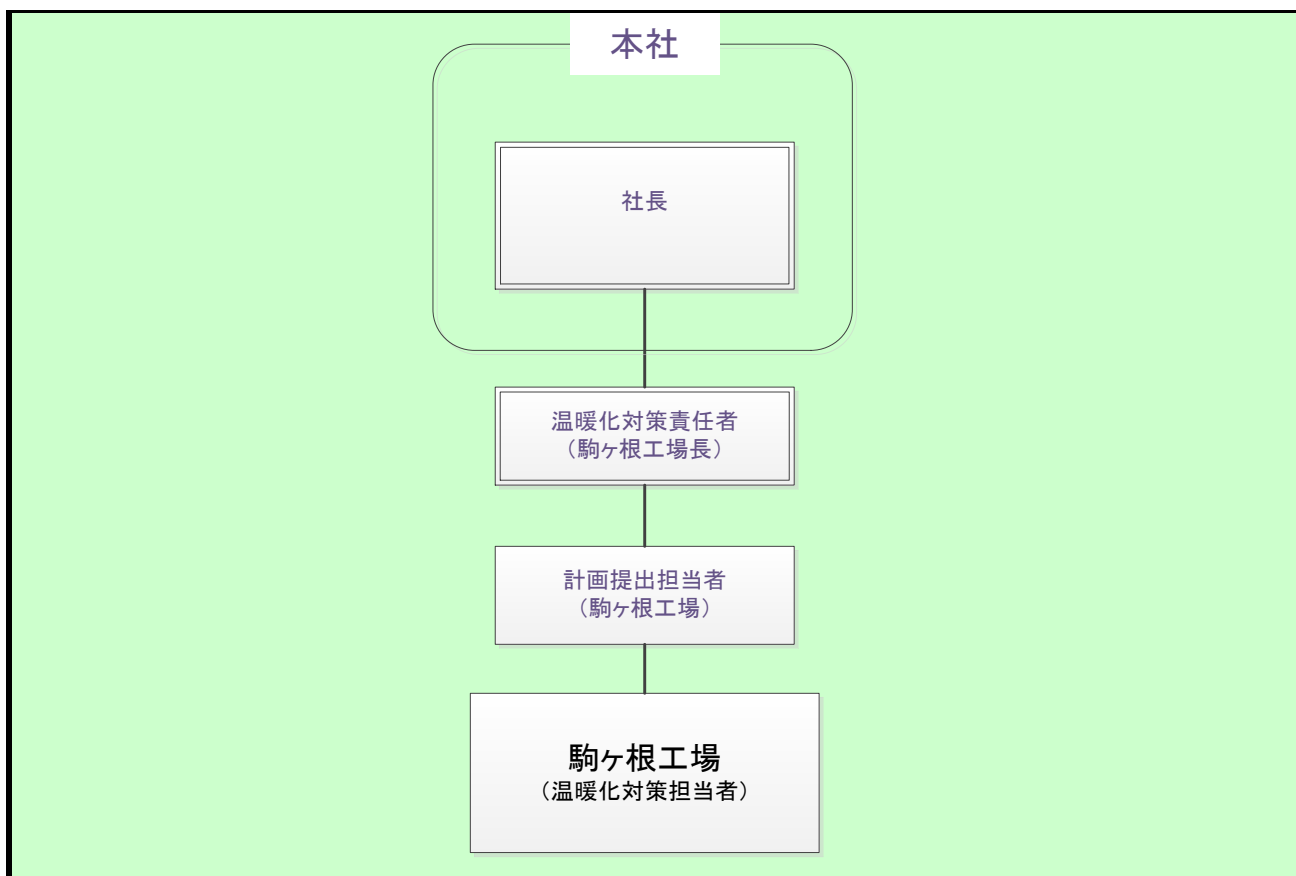 本社
社長
温暖化対策責任者
（駒ヶ根工場長）
計画提出担当者
（駒ヶ根工場）
駒ヶ根工場
（温暖化対策担当者）